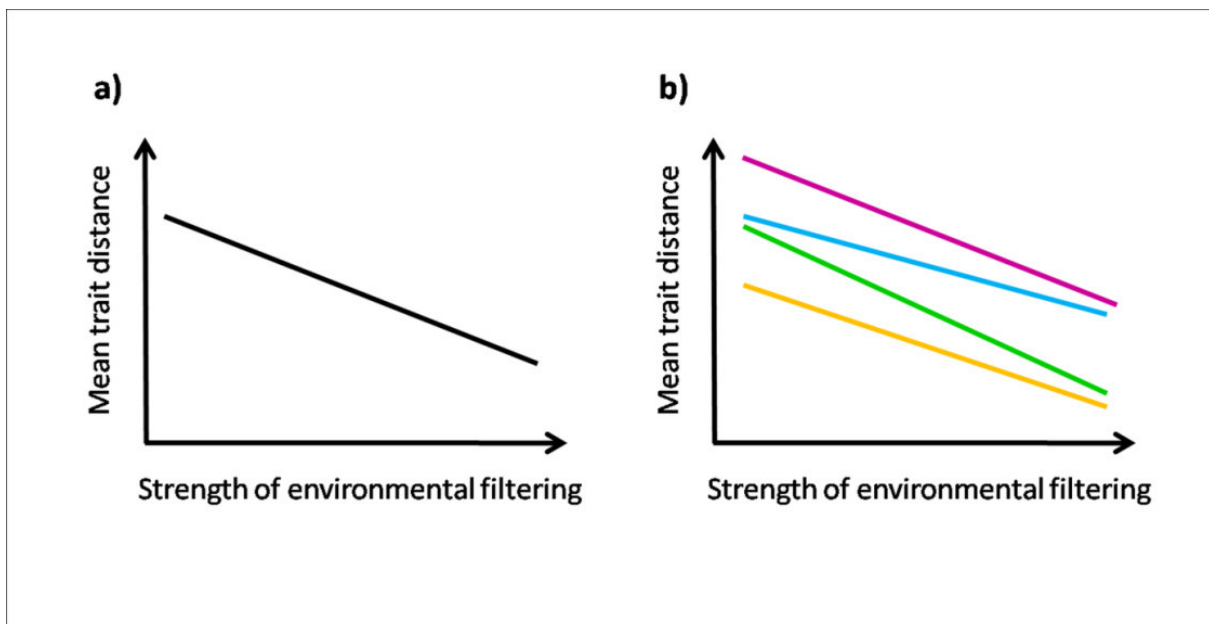 a)
Mean trait distance
Strength of environmental filtering
b)
Mean trait distance
Strength of environmental filtering